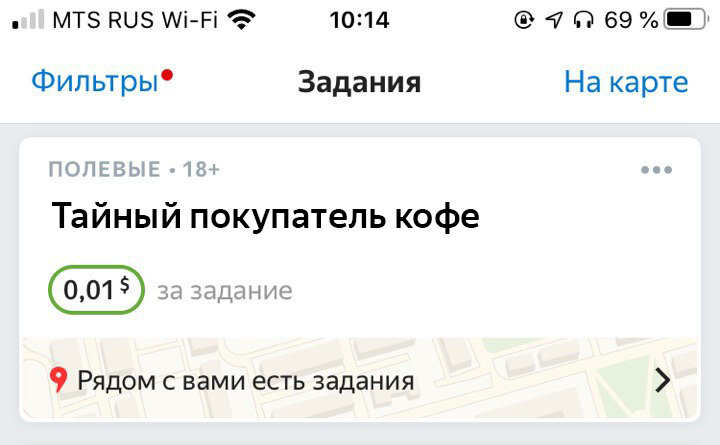 MTS RUS Wi-Fi 10:14 69 %
Фильтры Задания На карте
ПОЛЕВЫЕ • 18+
Тайный покупатель кофе
0,01 $ за задание
Рядом с вами есть задания